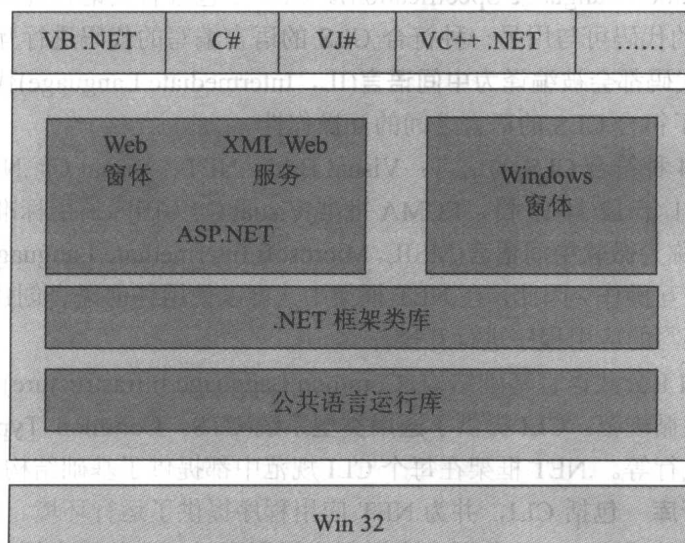 VB .NET C# VJ# VC++ .NET ……
Web 窗体 XML Web 服务
ASP.NET
Windows 窗体
.NET 框架类库
公共语言运行库
Win 32